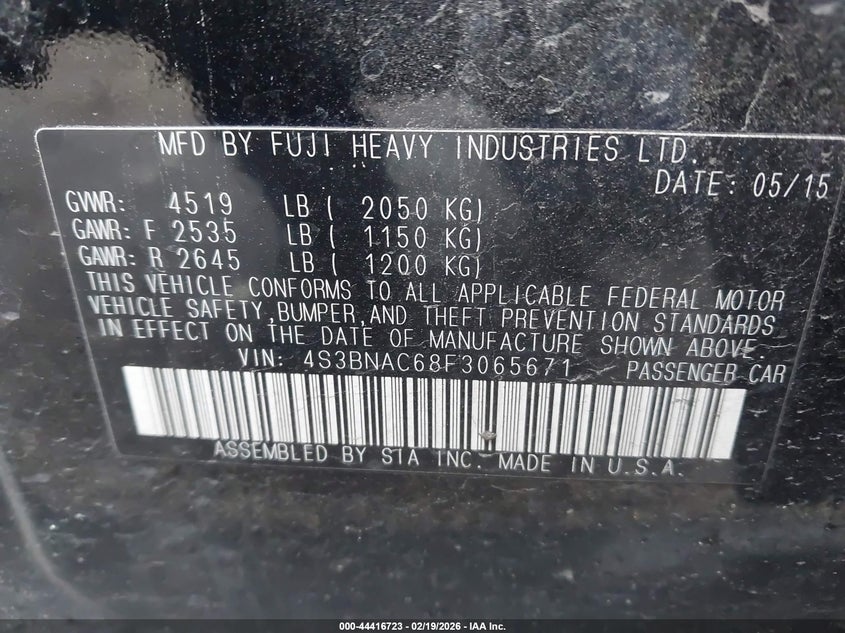 MFD BY FUJI HEAVY INDUSTRIES LTD.
DATE: 05/15
GVWR: 4519 LB ( 2050 KG)
GAWR: F 2535 LB ( 1150 KG)
GAWR: R 2645 LB ( 1200 KG)
THIS VEHICLE CONFORMS TO ALL APPLICABLE FEDERAL MOTOR
VEHICLE SAFETY,BUMPER,AND THEFT PREVENTION STANDARDS
IN EFFECT ON THE DATE OF MANUFACTURE SHOWN ABOVE.
VIN: 4S3BNAC68F3065671 PASSENGER CAR
ASSEMBLED BY SIA INC. MADE IN U.S.A.
000-44416723 - 02/19/2026 - IAA Inc.